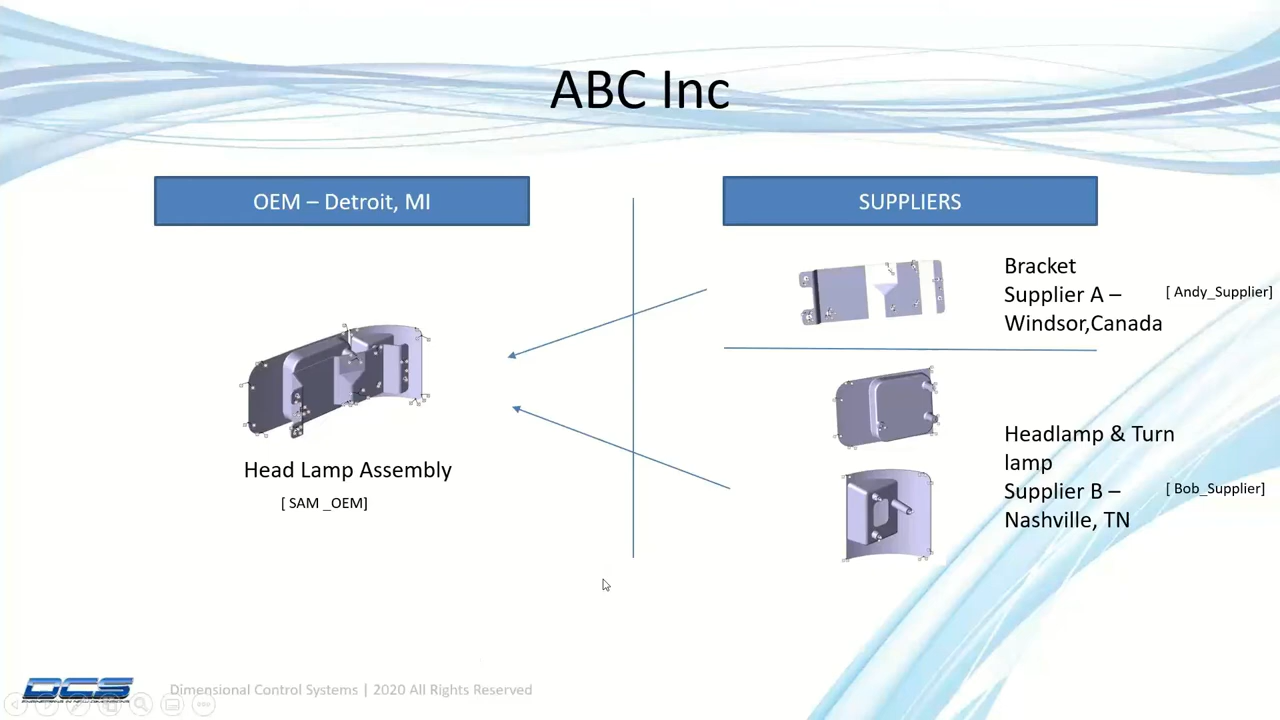 ABC Inc
OEM – Detroit, MI
SUPPLIERS
Bracket
Supplier A –
Windsor,Canada
[ Andy_Supplier]
Head Lamp Assembly
[ SAM _OEM]
Headlamp & Turn
lamp
Supplier B –
Nashville, TN
[ Bob_Supplier]
DCS
Dimensional Control Systems | 2020 All Rights Reserved